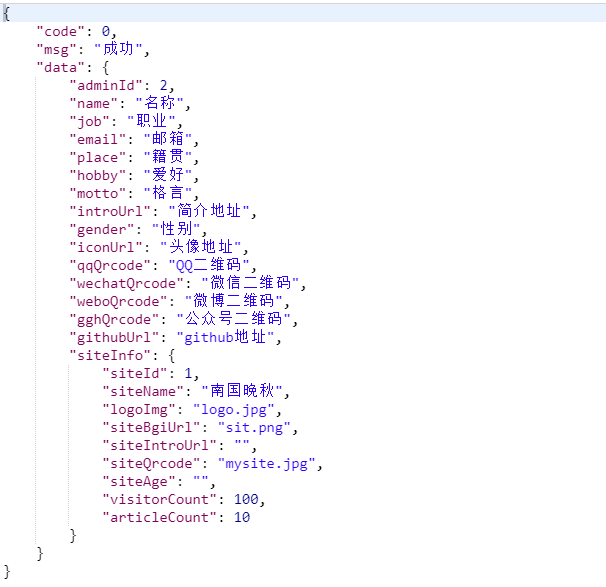 {
    "code": 0,
    "msg": "成功",
    "data": {
        "adminId": 2,
        "name": "名称",
        "job": "职业",
        "email": "邮箱",
        "place": "籍贯",
        "hobby": "爱好",
        "motto": "格言",
        "introUrl": "简介地址",
        "gender": "性别",
        "iconUrl": "头像地址",
        "qqQrcode": "QQ二维码",
        "wechatQrcode": "微信二维码",
        "weboQrcode": "微博二维码",
        "gghQrcode": "公众号二维码",
        "githubUrl": "github地址",
        "siteInfo": {
            "siteId": 1,
            "siteName": "南国晚秋",
            "logoImg": "logo.jpg",
            "siteBgiUrl": "sit.png",
            "siteIntroUrl": "",
            "siteQrcode": "mysite.jpg",
            "siteAge": "",
            "visitorCount": 100,
            "articleCount": 10
        }
    }
}